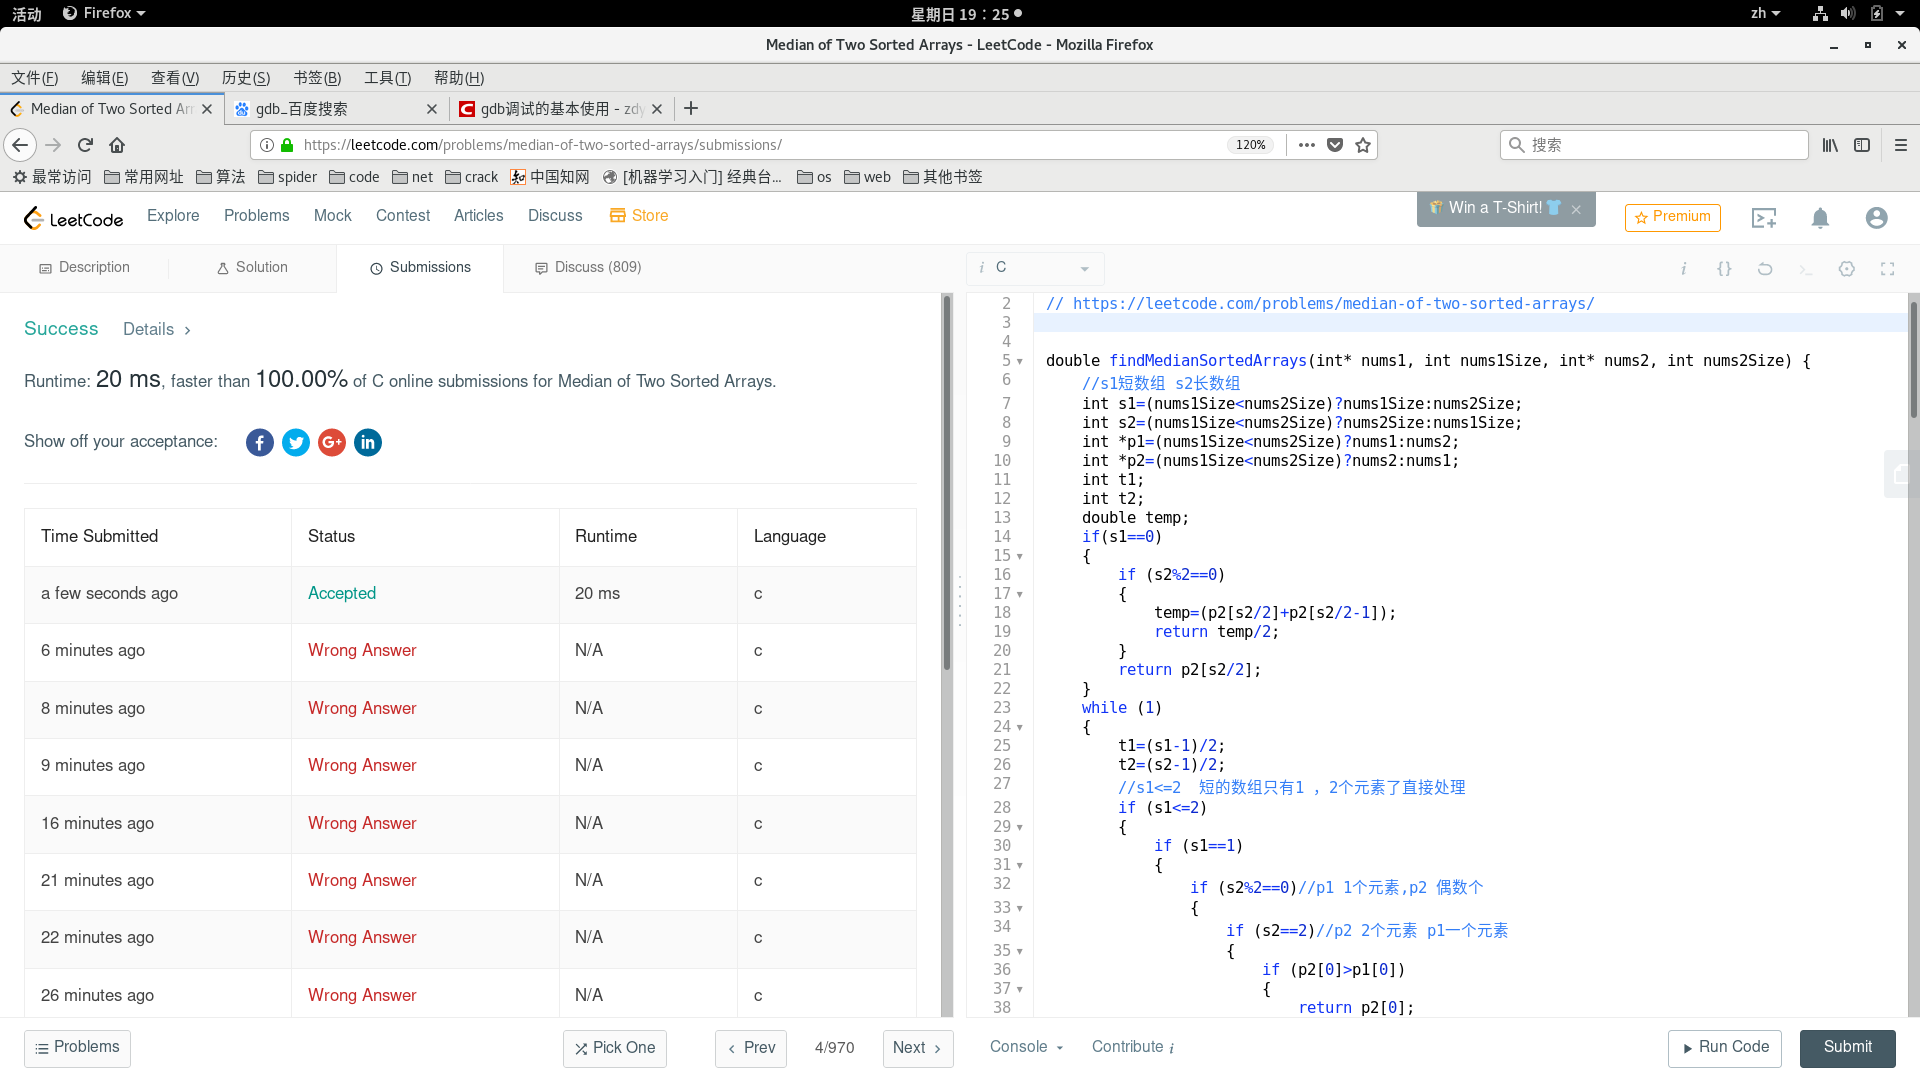 活动 Firefox 星期日 19：25 zh
Median of Two Sorted Arrays - LeetCode - Mozilla Firefox
文件(F) 编辑(E) 查看(V) 历史(S) 书签(B) 工具(T) 帮助(H)
Median of Two Sorted Arr gdb_百度搜索 gdb调试的基本使用 - zdy
https://leetcode.com/problems/median-of-two-sorted-arrays/submissions/ 120% 搜索
最常访问 常用网址 算法 spider code net crack 中国知网 [机器学习入门] 经典台... os web 其他书签
LeetCode Explore Problems Mock Contest Articles Discuss Store Win a T-Shirt! Premium
Description Solution Submissions Discuss (809) i C
Success Details
Runtime: 20 ms, faster than 100.00% of C online submissions for Median of Two Sorted Arrays.
Show off your acceptance:
Time Submitted Status Runtime Language
a few seconds ago Accepted 20 ms c
6 minutes ago Wrong Answer N/A c
8 minutes ago Wrong Answer N/A c
9 minutes ago Wrong Answer N/A c
16 minutes ago Wrong Answer N/A c
21 minutes ago Wrong Answer N/A c
22 minutes ago Wrong Answer N/A c
26 minutes ago Wrong Answer N/A c
2 // https://leetcode.com/problems/median-of-two-sorted-arrays/
3
4
5 double findMedianSortedArrays(int* nums1, int nums1Size, int* nums2, int nums2Size) {
6 //s1短数组 s2长数组
7 int s1=(nums1Size<nums2Size)?nums1Size:nums2Size;
8 int s2=(nums1Size<nums2Size)?nums2Size:nums1Size;
9 int *p1=(nums1Size<nums2Size)?nums1:nums2;
10 int *p2=(nums1Size<nums2Size)?nums2:nums1;
11 int t1;
12 int t2;
13 double temp;
14 if(s1==0)
15 {
16 if (s2%2==0)
17 {
18 temp=(p2[s2/2]+p2[s2/2-1]);
19 return temp/2;
20 }
21 return p2[s2/2];
22 }
23 while (1)
24 {
25 t1=(s1-1)/2;
26 t2=(s2-1)/2;
27 //s1<=2 短的数组只有1 ，2个元素了直接处理
28 if (s1<=2)
29 {
30 if (s1==1)
31 {
32 if (s2%2==0)//p1 1个元素,p2 偶数个
33 {
34 if (s2==2)//p2 2个元素 p1一个元素
35 {
36 if (p2[0]>p1[0])
37 {
38 return p2[0];
Problems Pick One Prev 4/970 Next Console Contribute i Run Code Submit